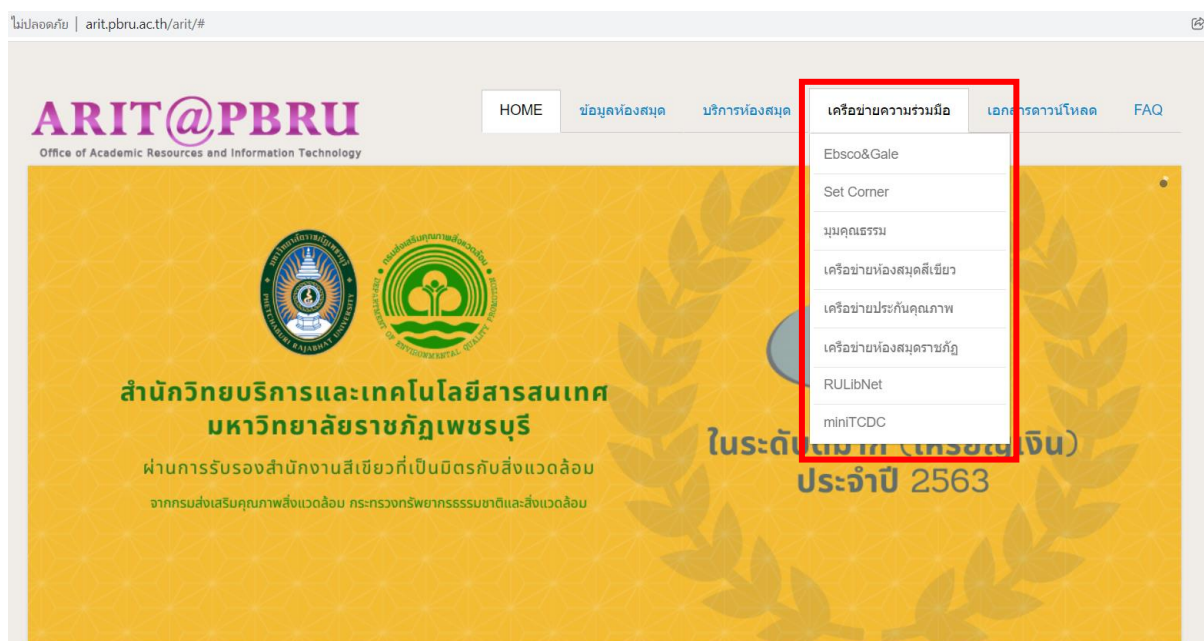 ไม่ปลอดภัย | arit.pbru.ac.th/arit/#
ARIT@PBRU
Office of Academic Resources and Information Technology
HOME ข้อมูลห้องสมุด บริการห้องสมุด เครือข่ายความร่วมมือ เอกสารดาวน์โหลด FAQ
Ebsco&Gale
Set Corner
มุมคุณธรรม
เครือข่ายห้องสมุดสีเขียว
เครือข่ายประกันคุณภาพ
เครือข่ายห้องสมุดราชภัฏ
RULibNet
miniTCDC
สำนักวิทยบริการและเทคโนโลยีสารสนเทศ
มหาวิทยาลัยราชภัฏเพชรบุรี
ผ่านการรับรองสำนักงานสีเขียวที่เป็นมิตรกับสิ่งแวดล้อม
จากกรมส่งเสริมคุณภาพสิ่งแวดล้อม กระทรวงทรัพยากรธรรมชาติและสิ่งแวดล้อม
ในระดับดีมาก (เหรียญเงิน)
ประจำปี 2563